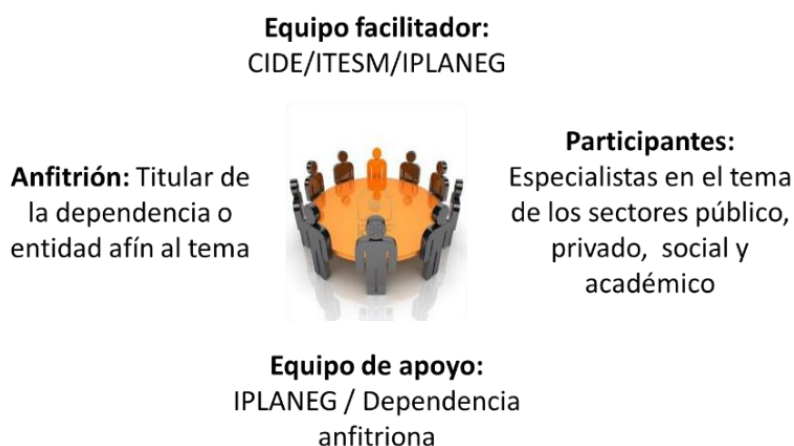 Equipo facilitador:
CIDE/ITESM/IPLANEG
Anfitrión: Titular de
la dependencia o
entidad afín al tema
Participantes:
Especialistas en el tema
de los sectores público,
privado, social y
académico
Equipo de apoyo:
IPLANEG / Dependencia
anfitriona